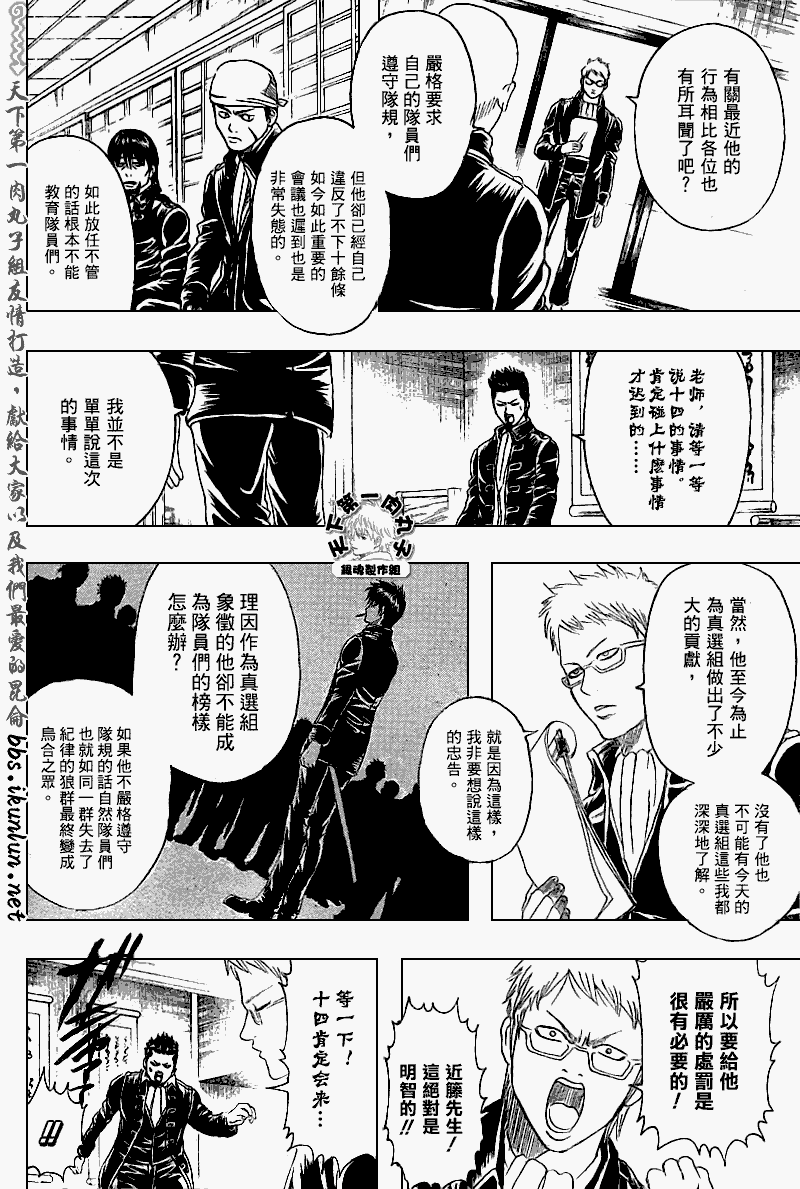 有關最近他的
行為相比各位也
有所耳聞了吧?
嚴格要求
自己的隊員們
遵守隊規，
但他卻已經自己
違反了不下十餘條
如今如此重要的
會議也遲到也是
非常失態的。
如此放任不管
的話根本不能
教育隊員們。
老師，請等一等
說十四的事情。
肯定碰上什麼事情
才遲到的……
我並不是
單單說這次
的事情。
當然，他至今為止
為真選組做出了不少
大的貢獻，
沒有了他也
不可能有今天的
真選組這些我都
深深地了解。
就是因為這樣，
我非要想說這樣
的忠告。
理因作為真選組
象徵的他卻不能成
為隊員們的榜樣
怎麼辦?
如果他不嚴格遵守
隊規的話自然隊員們
也就如同一群失去了
紀律的狼群最終變成
烏合之眾。
所以要給他
嚴厲的處罰是
很有必要的!
近藤先生!
這絕對是
明智的!!
等一下!
十四肯定会来…
!!
天下第一肉丸子
銀魂製作組
天下第一肉丸子組友情打造，獻給大家以及我們最愛的昆侖 bbs.ikunlun.net